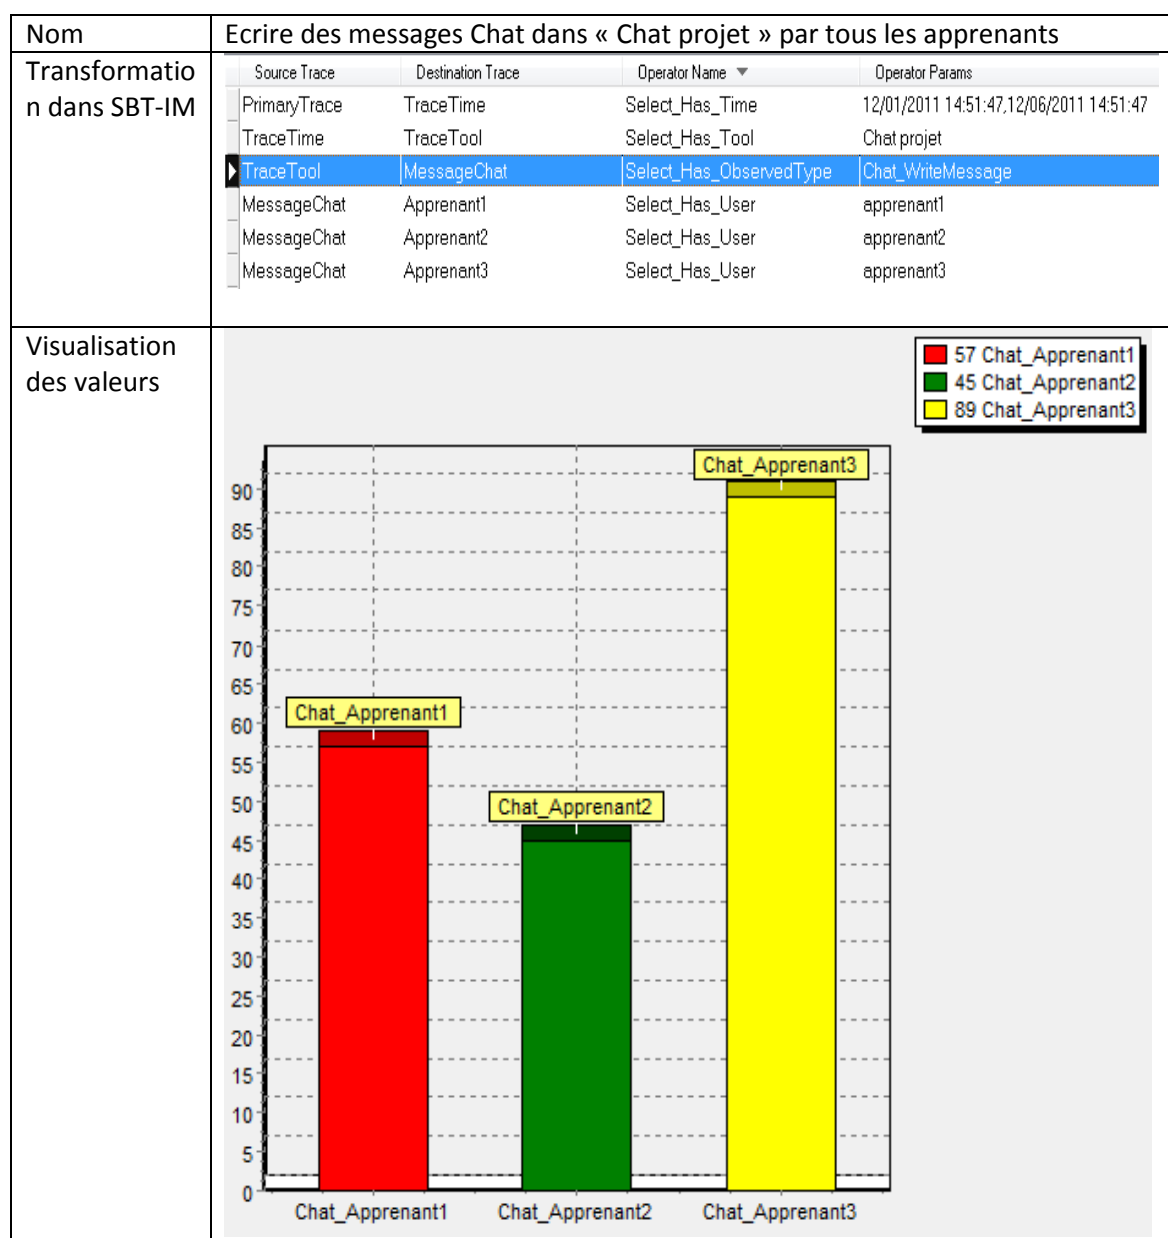 Nom
Ecrire des messages Chat dans « Chat projet » par tous les apprenants
Transformatio
n dans SBT-IM
Source Trace Destination Trace Operator Name Operator Params
PrimaryTrace TraceTime Select_Has_Time 12/01/2011 14:51:47,12/06/2011 14:51:47
TraceTime TraceTool Select_Has_Tool Chat projet
TraceTool MessageChat Select_Has_ObservedType Chat_WriteMessage
MessageChat Apprenant1 Select_Has_User apprenant1
MessageChat Apprenant2 Select_Has_User apprenant2
MessageChat Apprenant3 Select_Has_User apprenant3
Visualisation
des valeurs
57 Chat_Apprenant1
45 Chat_Apprenant2
89 Chat_Apprenant3
Chat_Apprenant3
Chat_Apprenant1
Chat_Apprenant2
90
85
80
75
70
65
60
55
50
45
40
35
30
25
20
15
10
5
0
Chat_Apprenant1 Chat_Apprenant2 Chat_Apprenant3